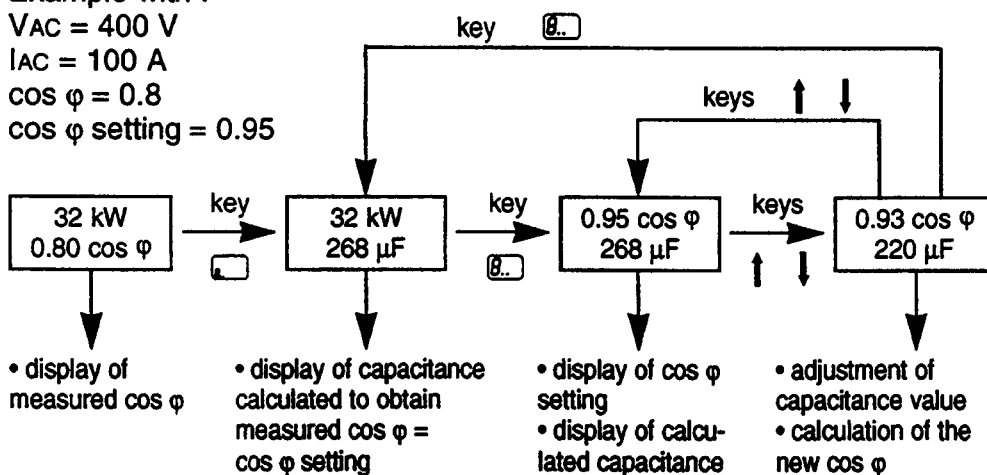 VAC = 400 V
IAC = 100 A
cos φ = 0.8
cos φ setting = 0.95
key 8..
keys
32 kW
0.80 cos φ
key
32 kW
268 µF
key
8..
0.95 cos φ
268 µF
keys
0.93 cos φ
220 µF
• display of
measured cos φ
• display of capacitance
calculated to obtain
measured cos φ =
cos φ setting
• display of cos φ
setting
• display of calcu-
lated capacitance
• adjustment of
capacitance value
• calculation of the
new cos φ